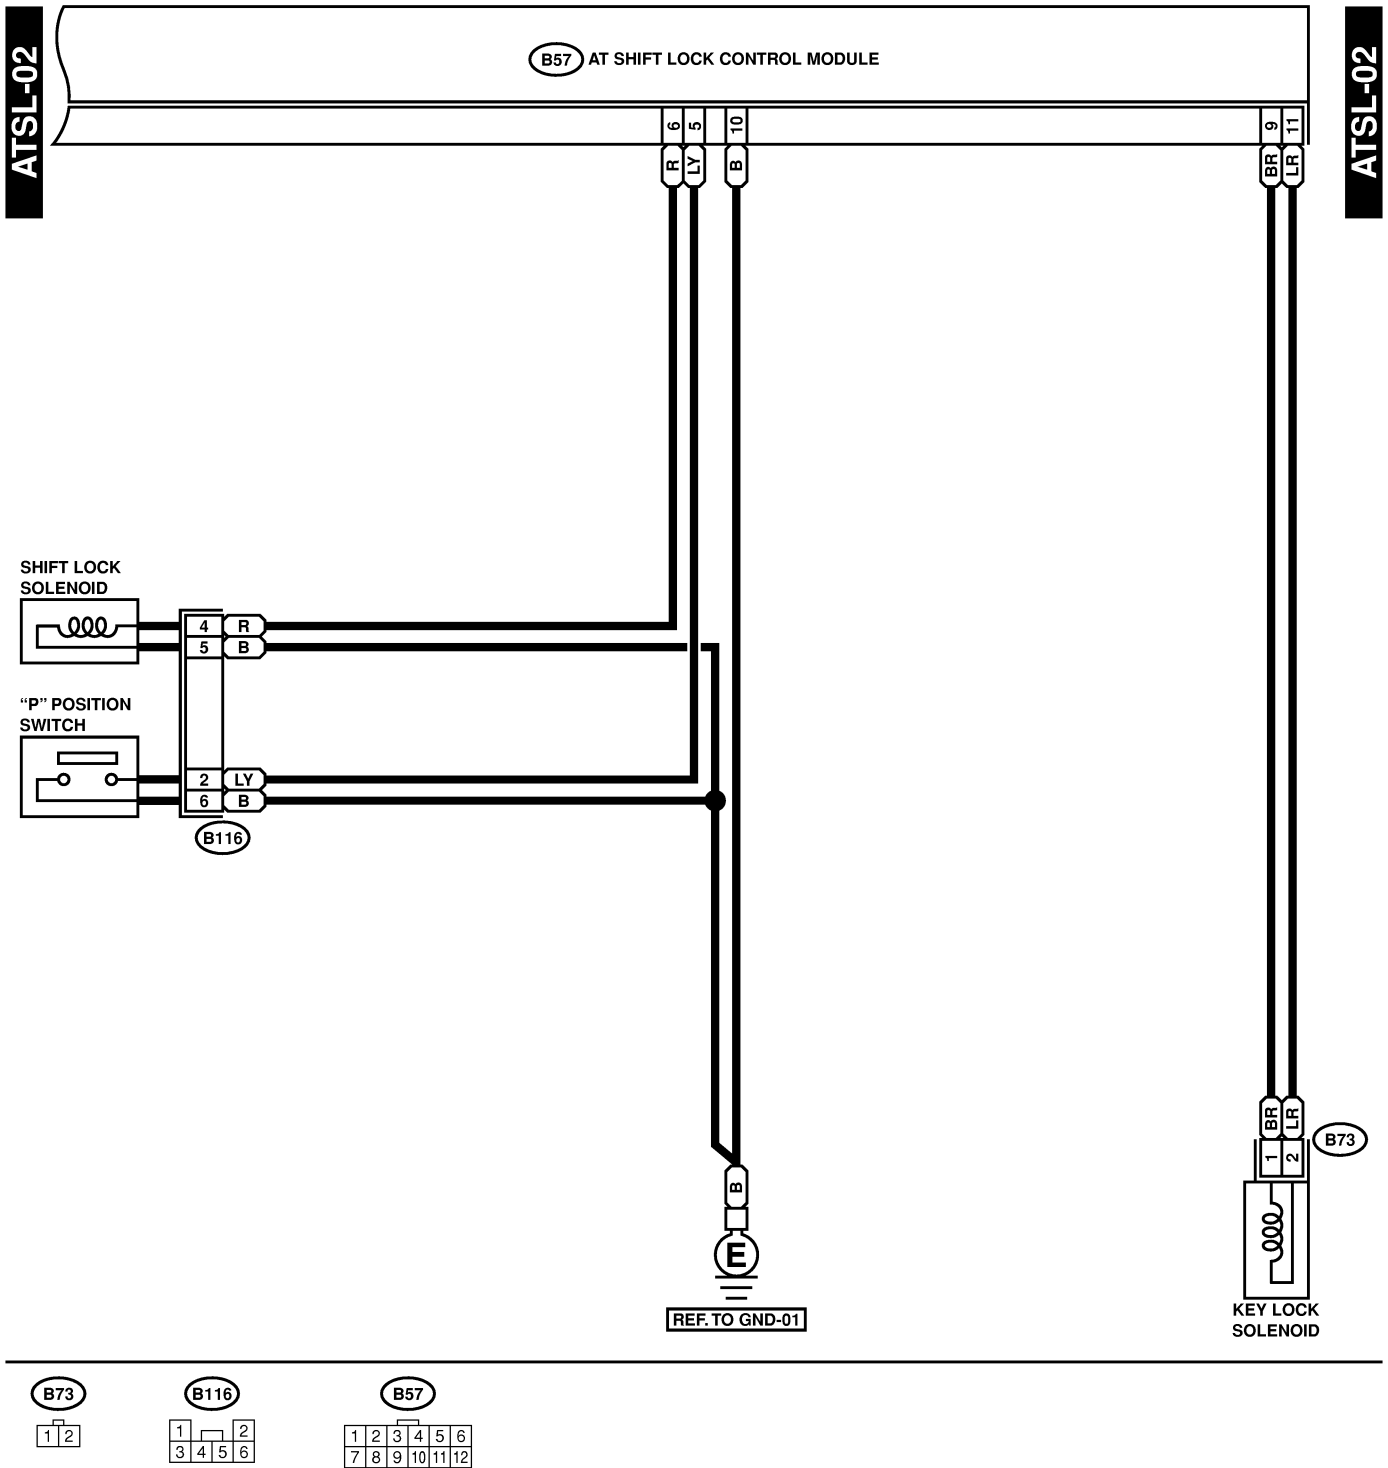 ATSL-02
B57 AT SHIFT LOCK CONTROL MODULE
ATSL-02
6 5 10 9 11
R LY B BR LR
SHIFT LOCK
SOLENOID
4 R
5 B
“P” POSITION
SWITCH
2 LY
6 B
B116
BR LR
B73
1 2
B
E
REF. TO GND-01
KEY LOCK
SOLENOID
B73 B116 B57
1 2
1 2
3 4 5 6
1 2 3 4 5 6
7 8 9 10 11 12